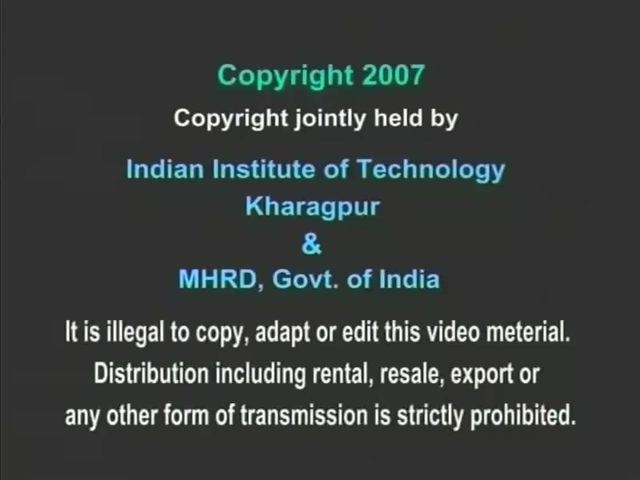 Copyright 2007
Copyright jointly held by
Indian Institute of Technology
Kharagpur
&
MHRD, Govt. of India
It is illegal to copy, adapt or edit this video meterial.
Distribution including rental, resale, export or
any other form of transmission is strictly prohibited.